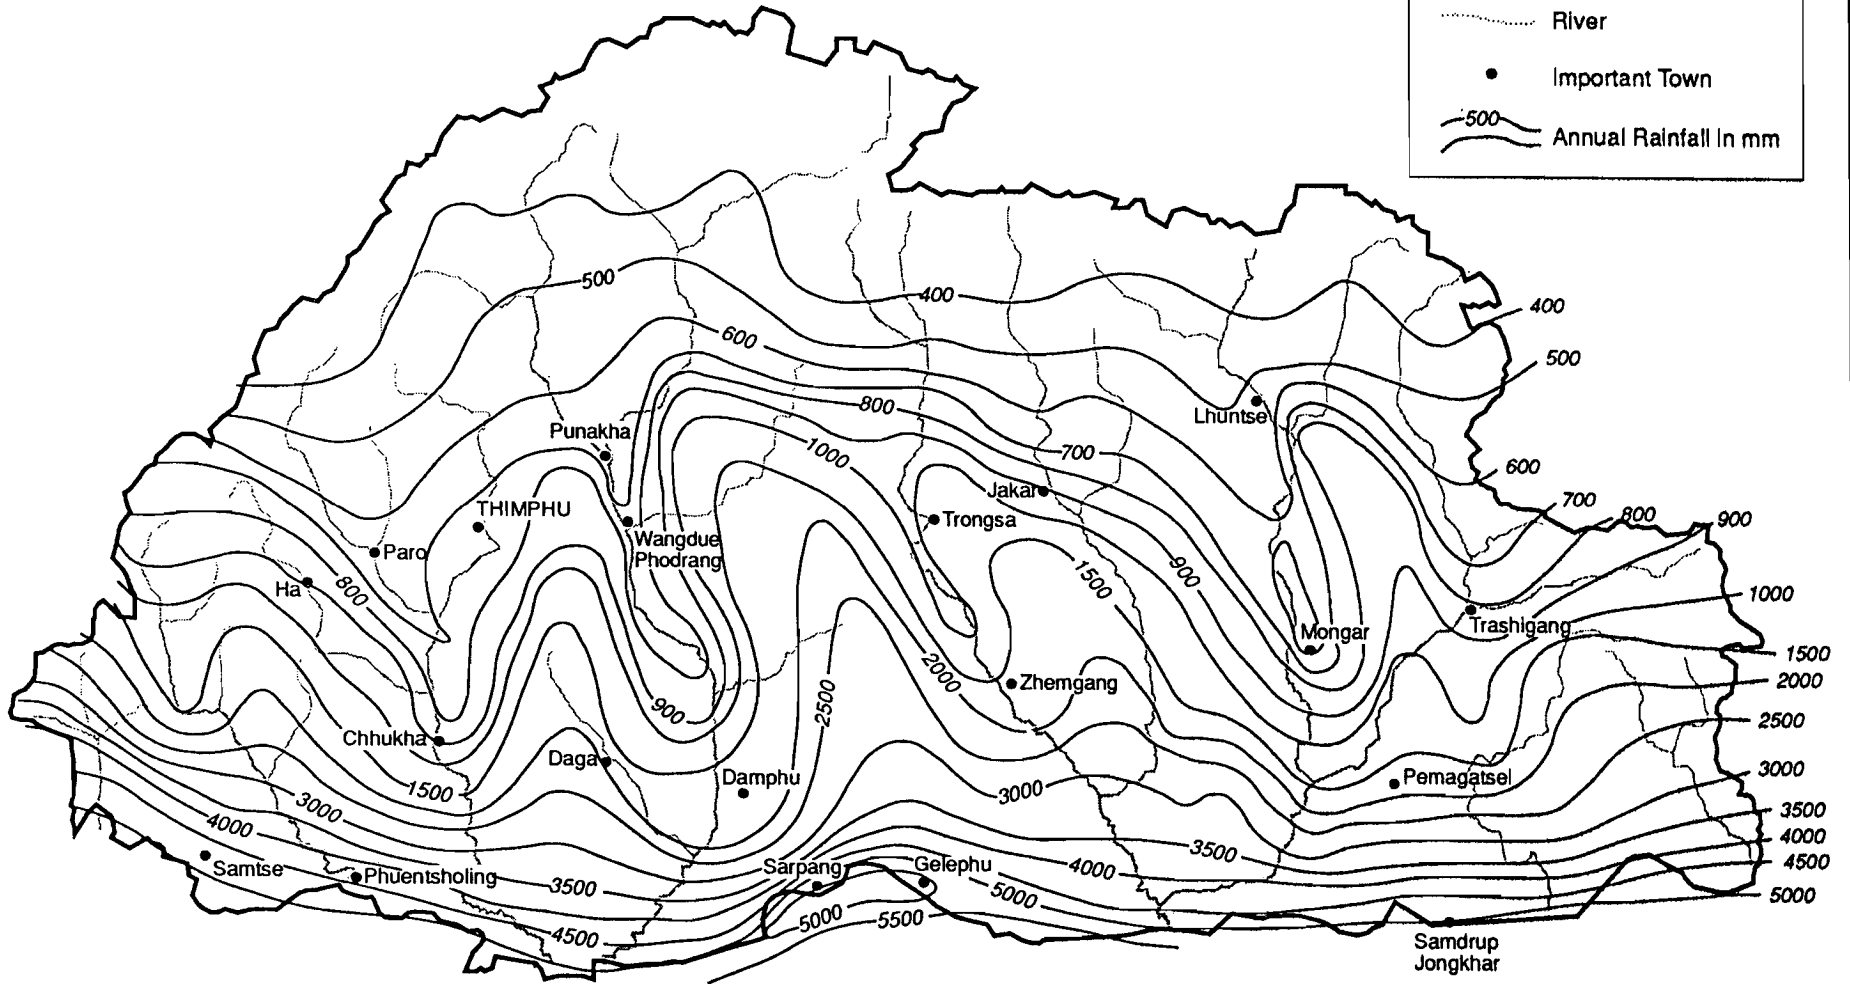 River
Important Town
500
Annual Rainfall In mm
500
400
400
600
500
800
Lhuntse
Punakha
1000
700
600
THIMPHU
Jakar
700
800
900
Trongsa
Wangdue
Phodrang
Paro
Ha
800
1500
900
1000
Mongar
Trashigang
1500
2000
Zhemgang
2000
900
2500
2500
Chhukha
Daga
Damphu
Pemagatsel
3000
1500
3000
3000
3500
4000
3500
4000
Samtse
Phuentsholing
Sarpang
Gelephu
4000
4500
3500
5000
5000
5000
5500
4500
Samdrup
Jongkhar